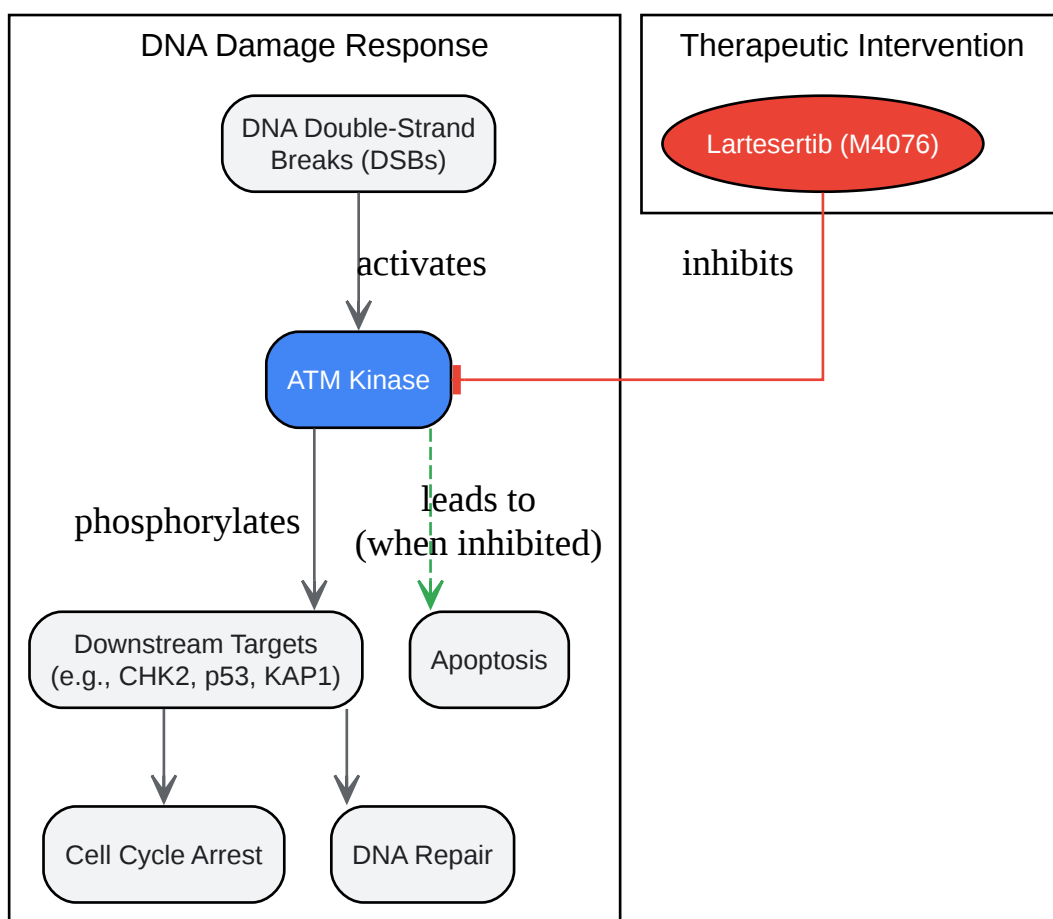 DNA Damage Response
Therapeutic Intervention
DNA Double-Strand
Breaks (DSBs)
Lartesertib (M4076)
activates
inhibits
ATM Kinase
phosphorylates
leads to
(when inhibited)
Downstream Targets
(e.g., CHK2, p53, KAP1)
Apoptosis
Cell Cycle Arrest
DNA Repair